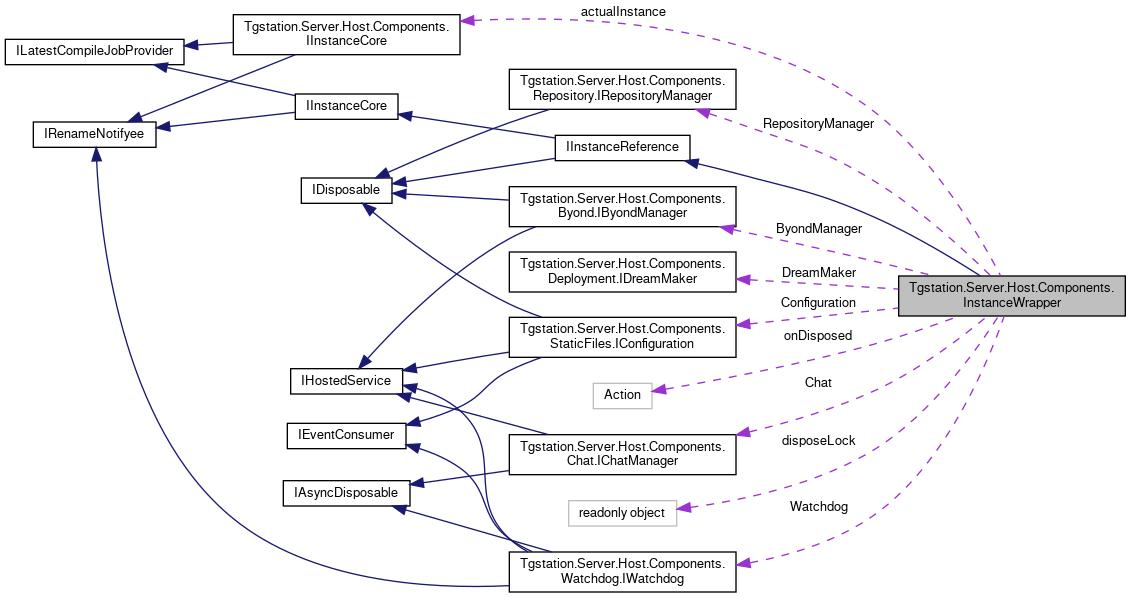 actualInstance
Tgstation.Server.Host.Components.
IInstanceCore
ILatestCompileJobProvider
Tgstation.Server.Host.Components.
Repository.IRepositoryManager
IInstanceCore
RepositoryManager
IRenameNotifyee
IInstanceReference
IDisposable
Tgstation.Server.Host.Components.
Byond.IByondManager
ByondManager
Tgstation.Server.Host.Components.
Deployment.IDreamMaker
DreamMaker
Tgstation.Server.Host.Components.
InstanceWrapper
Configuration
Tgstation.Server.Host.Components.
StaticFiles.IConfiguration
onDisposed
IHostedService
Action
Chat
IEventConsumer
Tgstation.Server.Host.Components.
Chat.IChatManager
disposeLock
IAsyncDisposable
readonly object
Watchdog
Tgstation.Server.Host.Components.
Watchdog.IWatchdog